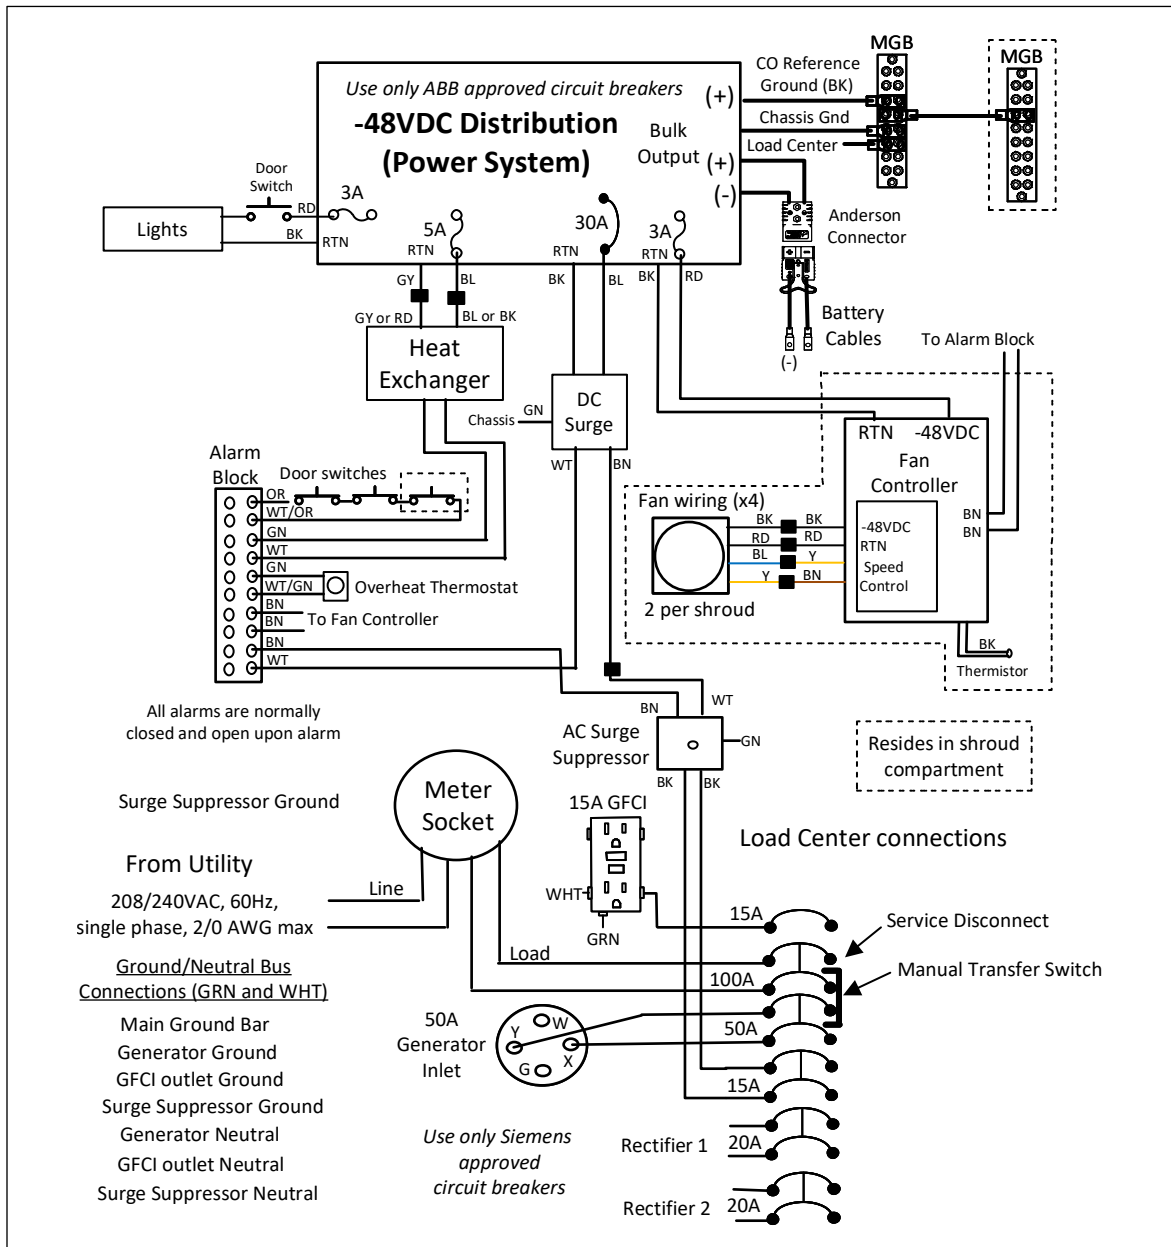 MGB
MGB
CO Reference
Ground (BK)
Chassis Gnd
Load Center
Use only ABB approved circuit breakers
-48VDC Distribution
(Power System)
Bulk
Output
(+)
(+)
(-)
Door
Switch
Lights
RD
BK
3A
RTN
5A
RTN
30A
RTN
3A
RTN
GY
BL
BK
BL
BK
RD
Anderson
Connector
+
-
Battery
Cables
(-)
GY or RD
BL or BK
Heat
Exchanger
Chassis
GN
DC
Surge
WT
BN
To Alarm Block
RTN
-48VDC
Fan
Controller
-48VDC
RTN
Speed
Control
BN
BN
BK
Thermistor
Fan wiring (x4)
BK
BK
RD
RD
BL
Y
Y
BN
2 per shroud
Alarm
Block
Door switches
OR
WT/OR
GN
WT
GN
WT/GN
Overheat Thermostat
BN
To Fan Controller
BN
BN
WT
All alarms are normally
closed and open upon alarm
BN
WT
AC Surge
Suppressor
GN
BK
BK
Resides in shroud
compartment
Surge Suppressor Ground
Meter
Socket
15A GFCI
WHT
GRN
Load Center connections
From Utility
208/240VAC, 60Hz,
single phase, 2/0 AWG max
Line
Load
15A
Service Disconnect
100A
Manual Transfer Switch
50A
15A
Rectifier 1
20A
Rectifier 2
20A
50A
Generator
Inlet
Y
W
X
G
Ground/Neutral Bus
Connections (GRN and WHT)
Main Ground Bar
Generator Ground
GFCI outlet Ground
Surge Suppressor Ground
Generator Neutral
GFCI outlet Neutral
Surge Suppressor Neutral
Use only Siemens
approved
circuit breakers